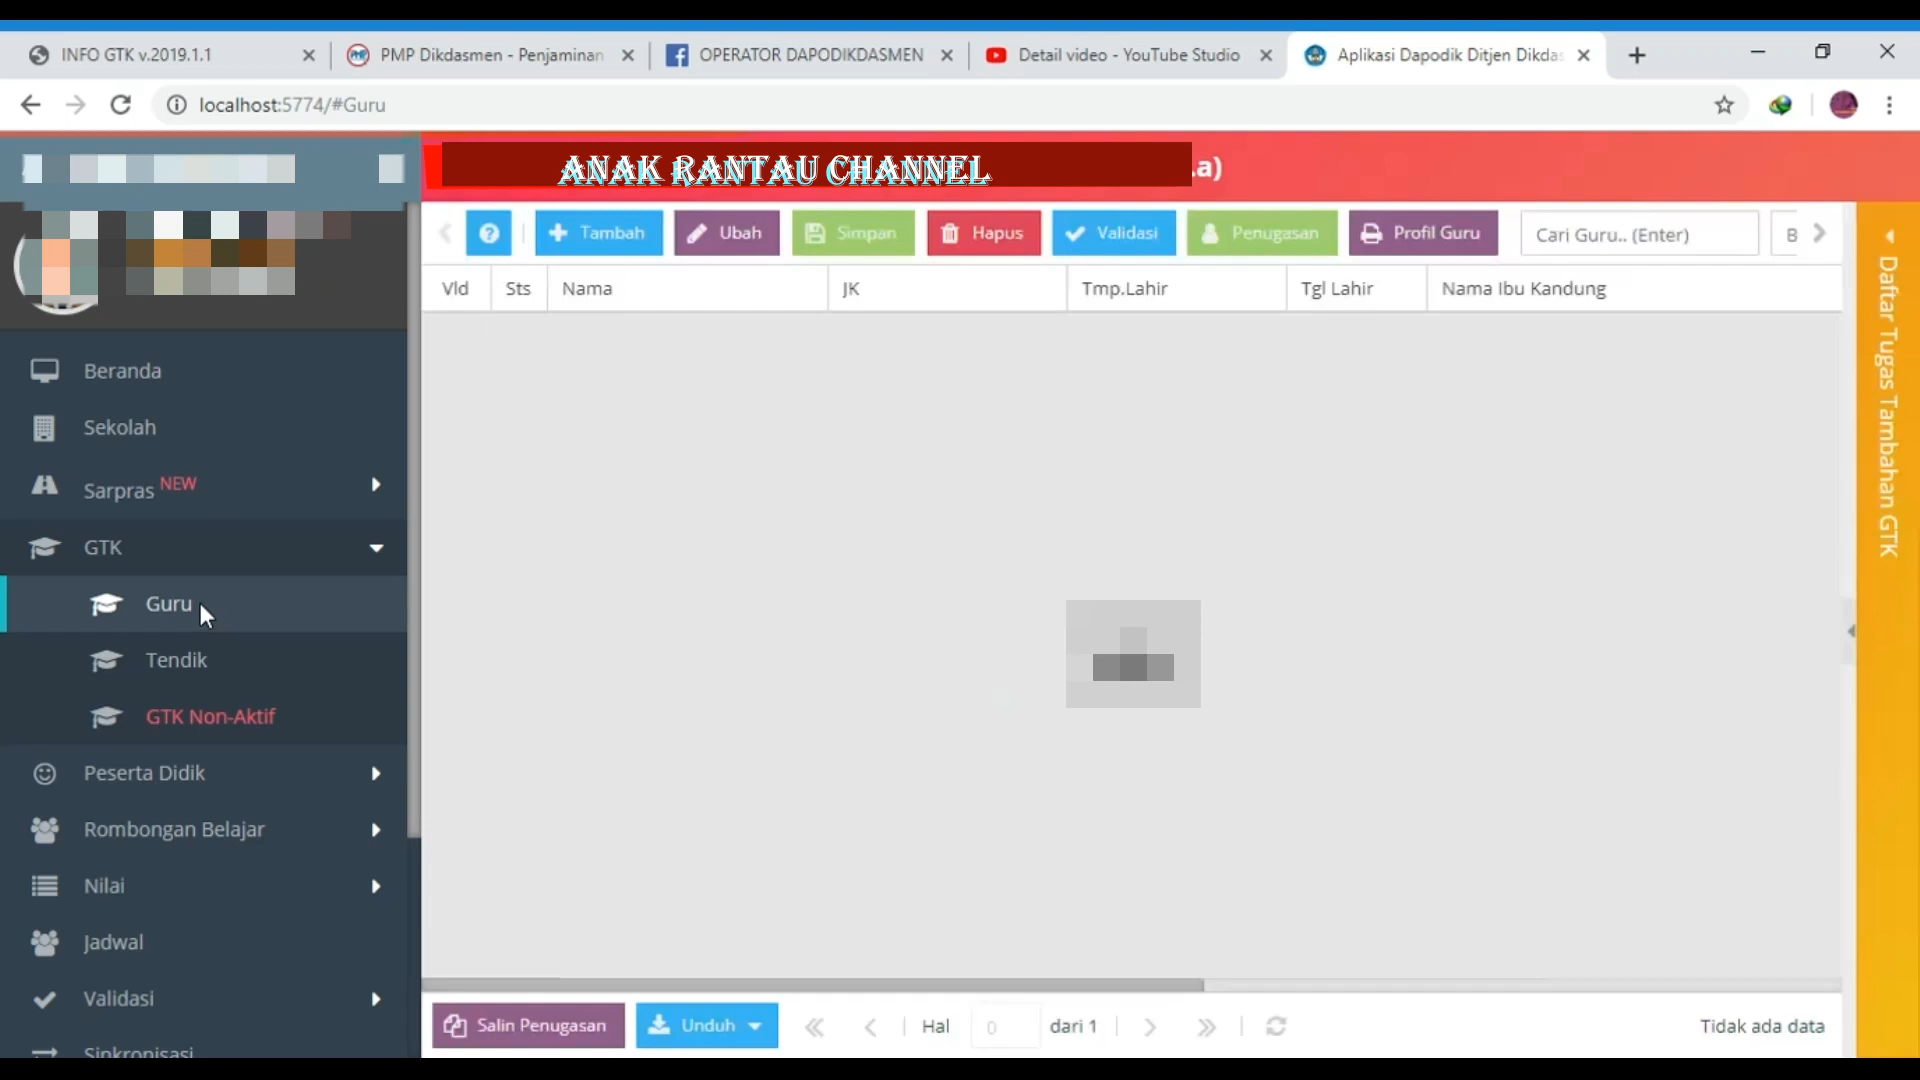 INFO GTK v.2019.1.1
PMP Dikdasmen - Penjaminan
OPERATOR DAPODIKDASMEN
Detail video - YouTube Studio
Aplikasi Dapodik Ditjen Dikdas
localhost:5774/#Guru
ANAK RANTAU CHANNEL
.a)
Tambah
Ubah
Simpan
Hapus
Validasi
Penugasan
Profil Guru
Cari Guru.. (Enter)
B
Vld
Sts
Nama
JK
Tmp.Lahir
Tgl Lahir
Nama Ibu Kandung
Daftar Tugas Tambahan GTK
Beranda
Sekolah
Sarpras NEW
GTK
Guru
Tendik
GTK Non-Aktif
Peserta Didik
Rombongan Belajar
Nilai
Jadwal
Validasi
Sinkronisasi
Salin Penugasan
Unduh
Hal
0
dari 1
Tidak ada data